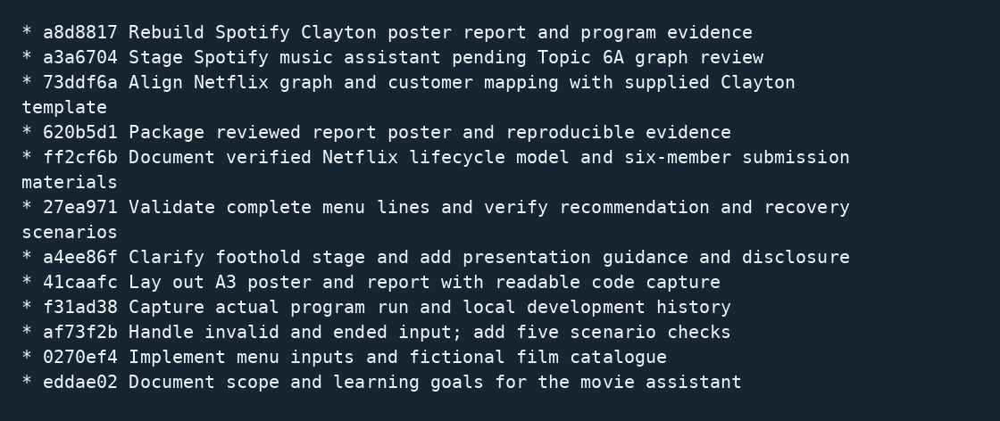 * a8d8817 Rebuild Spotify Clayton poster report and program evidence
* a3a6704 Stage Spotify music assistant pending Topic 6A graph review
* 73ddf6a Align Netflix graph and customer mapping with supplied Clayton
template
* 620b5d1 Package reviewed report poster and reproducible evidence
* ff2cf6b Document verified Netflix lifecycle model and six-member submission
materials
* 27ea971 Validate complete menu lines and verify recommendation and recovery
scenarios
* a4ee86f Clarify foothold stage and add presentation guidance and disclosure
* 41caafc Lay out A3 poster and report with readable code capture
* f31ad38 Capture actual program run and local development history
* af73f2b Handle invalid and ended input; add five scenario checks
* 0270ef4 Implement menu inputs and fictional film catalogue
* eddae02 Document scope and learning goals for the movie assistant